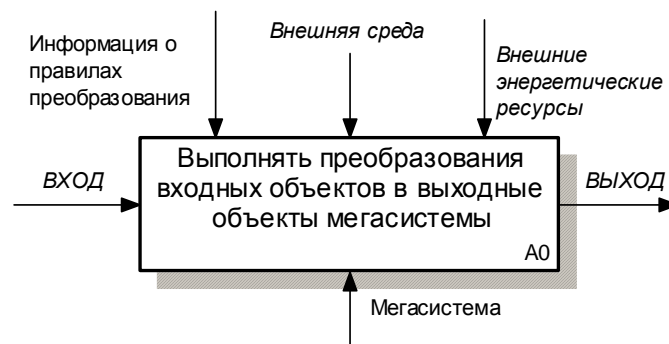 Информация о
правилах
преобразования
Внешняя среда
Внешние
энергетические
ресурсы
ВХОД
Выполнять преобразования
входных объектов в выходные
объекты мегасистемы
A0
ВЫХОД
Мегасистема